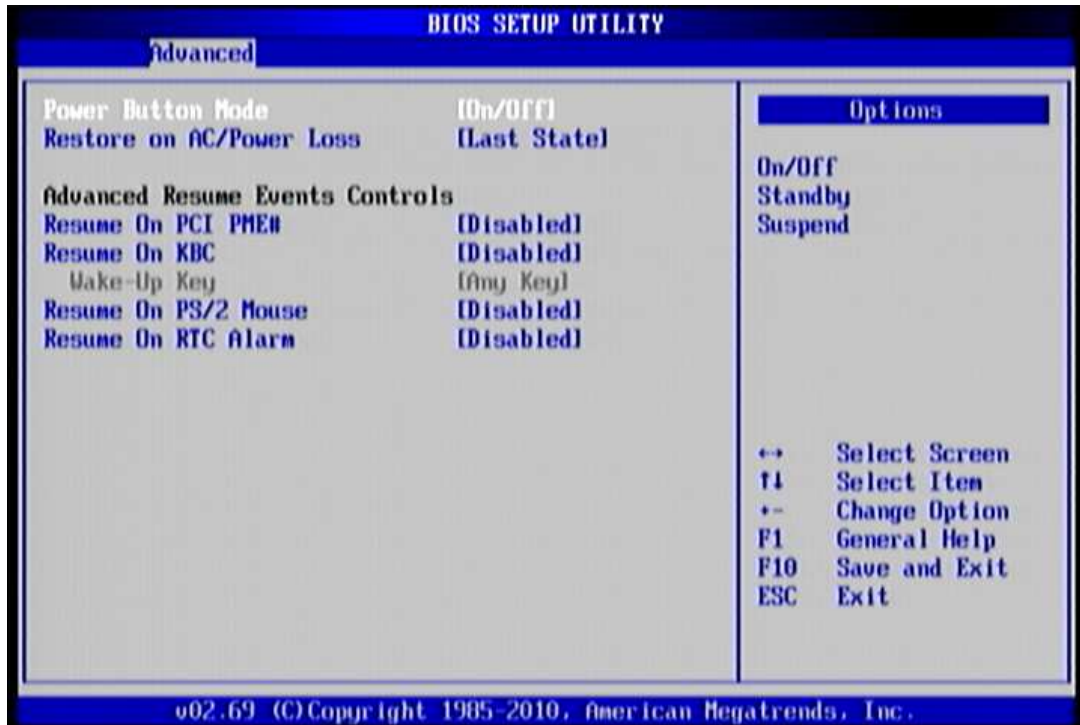 BIOS SETUP UTILITY
Advanced
Power Button Mode [On/Off]
Restore on AC/Power Loss [Last State]
Advanced Resume Events Controls
Resume On PCI PME# [Disabled]
Resume On KBC [Disabled]
Wake-Up Key [Any Key]
Resume On PS/2 Mouse [Disabled]
Resume On RTC Alarm [Disabled]
Options
On/Off
Standby
Suspend
↔ Select Screen
↑↓ Select Item
+- Change Option
F1 General Help
F10 Save and Exit
ESC Exit
v02.69 (C)Copyright 1985-2010, American Megatrends, Inc.